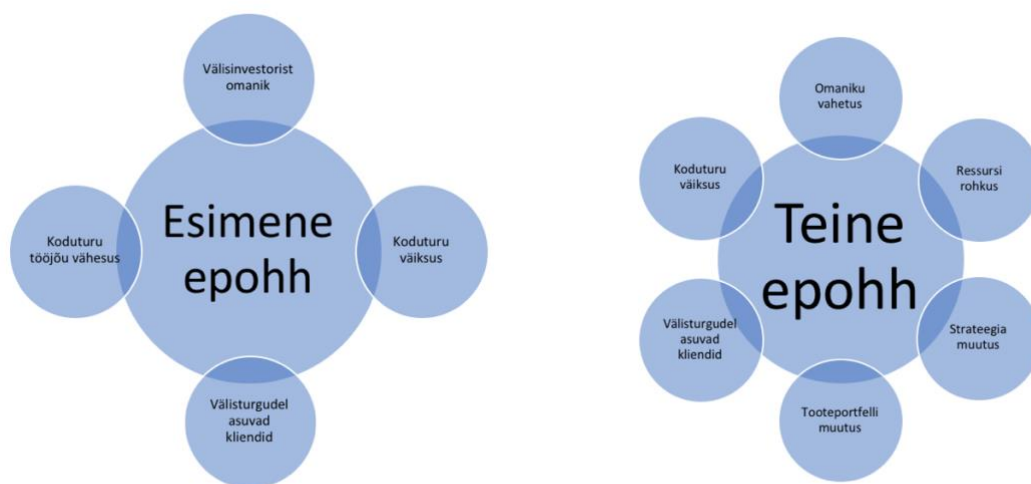 Välisinvestorist
omanik
Koduturu
tööjõu vähesus
Esimene
epohh
Koduturu
väiksus
Välisturgudel
asuvad
kliendid
Omaniku
vahetus
Koduturu
väiksus
Ressursi
rohkus
Teine
epohh
Välisturgudel
asuvad
kliendid
Strateegia
muutus
Tooteportfelli
muutus